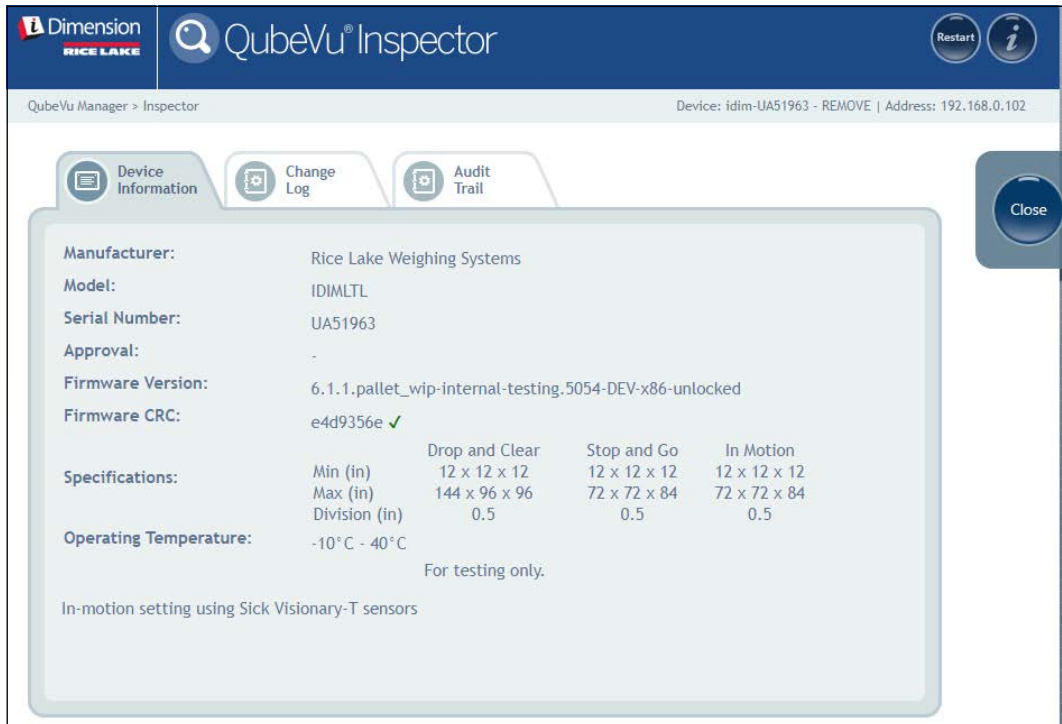 iDimension
RICE LAKE
QubeVu® Inspector
Restart
i
QubeVu Manager > Inspector
Device: idim-UA51963 - REMOVE | Address: 192.168.0.102
Device
Information
Change
Log
Audit
Trail
Close
Manufacturer: Rice Lake Weighing Systems
Model: IDIMLTL
Serial Number: UA51963
Approval: -
Firmware Version: 6.1.1.pallet_wip-internal-testing.5054-DEV-x86-unlocked
Firmware CRC: e4d9356e ✓
Drop and Clear Stop and Go In Motion
Specifications: Min (in) 12 x 12 x 12 12 x 12 x 12 12 x 12 x 12
Max (in) 144 x 96 x 96 72 x 72 x 84 72 x 72 x 84
Division (in) 0.5 0.5 0.5
Operating Temperature: -10°C - 40°C
For testing only.
In-motion setting using Sick Visionary-T sensors